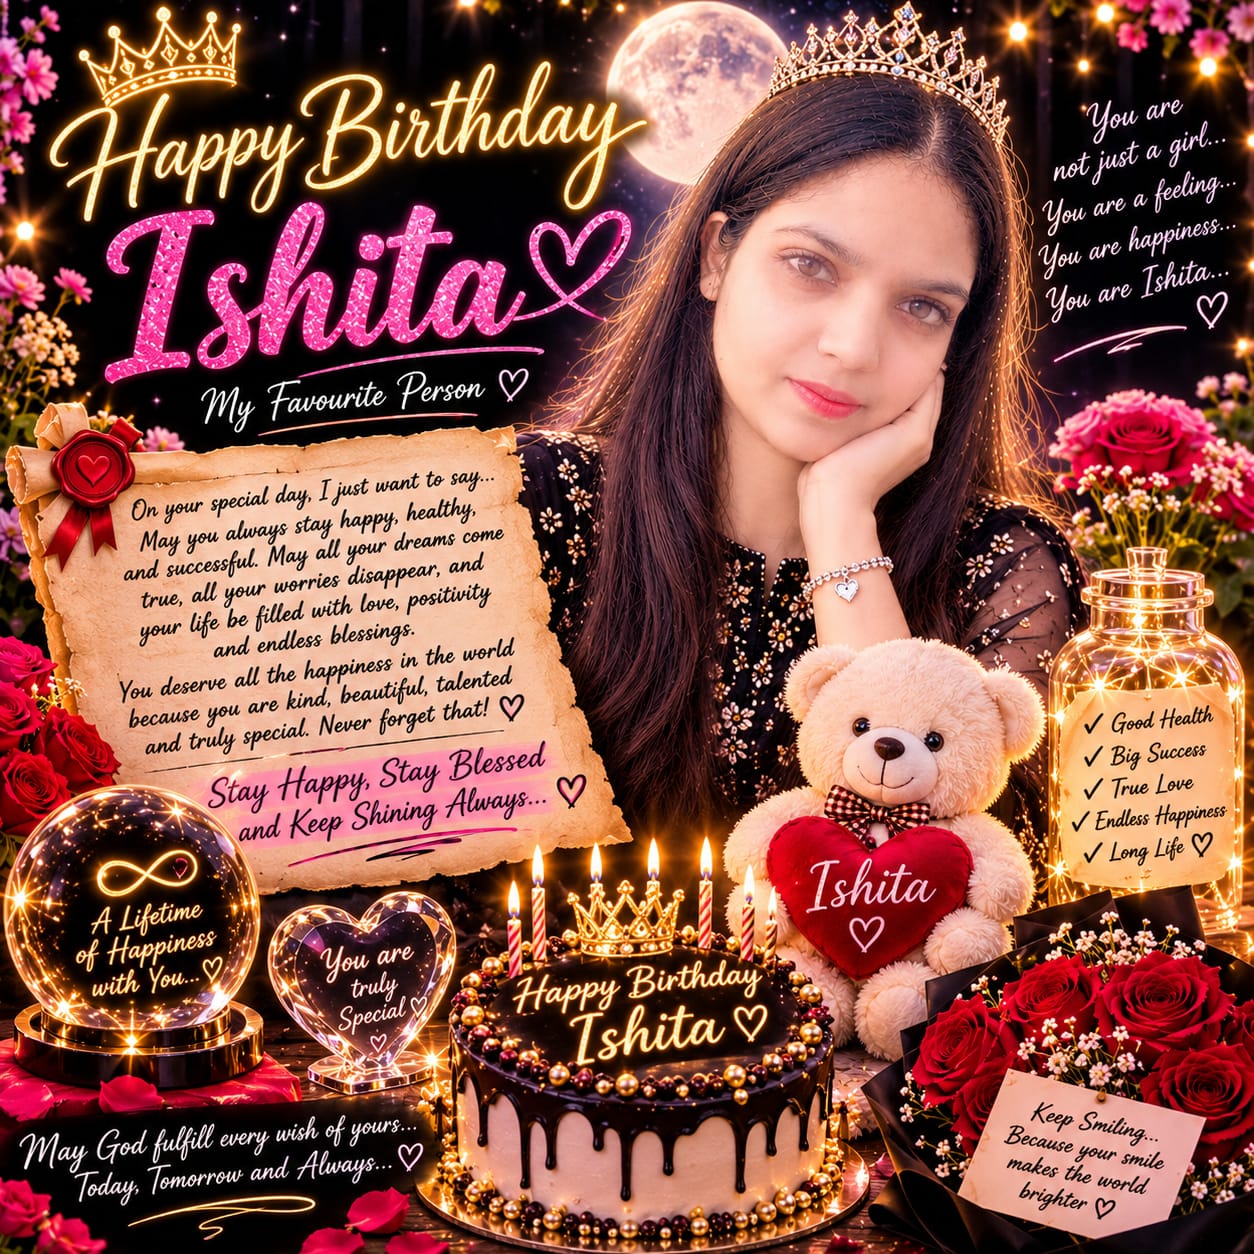 Happy Birthday
Ishita
My Favourite Person
You are
not just a girl...
You are a feeling...
You are happiness...
You are Ishita...
On your special day, I just want to say...
May you always stay happy, healthy,
and successful. May all your dreams come
true, all your worries disappear, and
your life be filled with love, positivity
and endless blessings.
You deserve all the happiness in the world
because you are kind, beautiful, talented
and truly special. Never forget that!
Stay Happy, Stay Blessed
and Keep Shining Always...
✓ Good Health
✓ Big Success
✓ True Love
✓ Endless Happiness
✓ Long Life
A Lifetime
of Happiness
with You...
You are
truly
Special
Happy Birthday
Ishita
Ishita
Keep Smiling...
Because your smile
makes the world
brighter
May God fulfill every wish of yours...
Today, Tomorrow and Always...